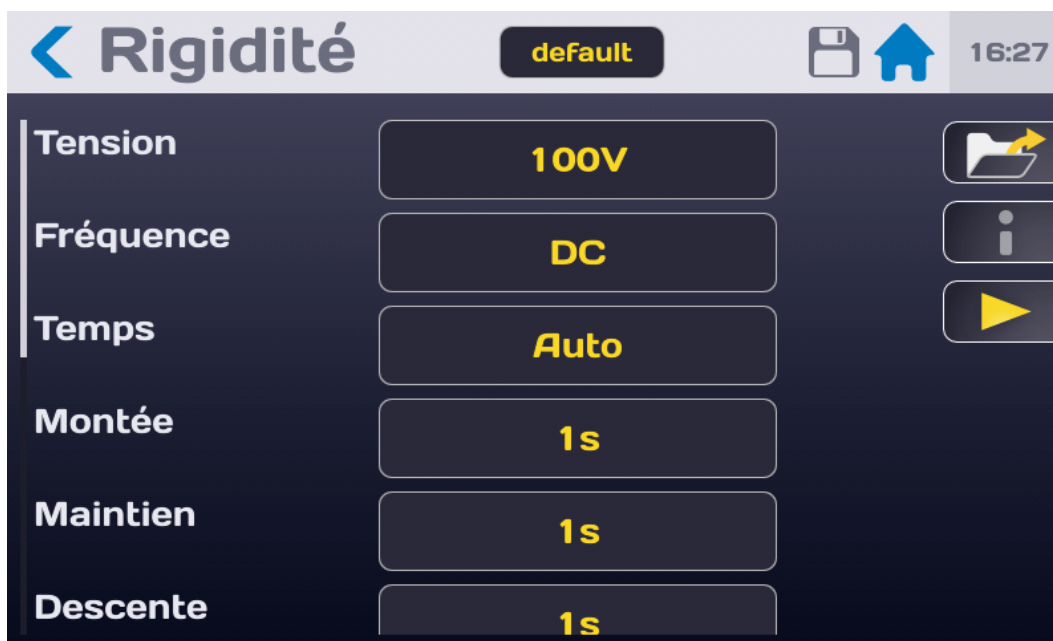 Rigidité
default
16:27
Tension
100V
Fréquence
DC
Temps
Auto
Montée
1s
Maintien
1s
Descente
1s